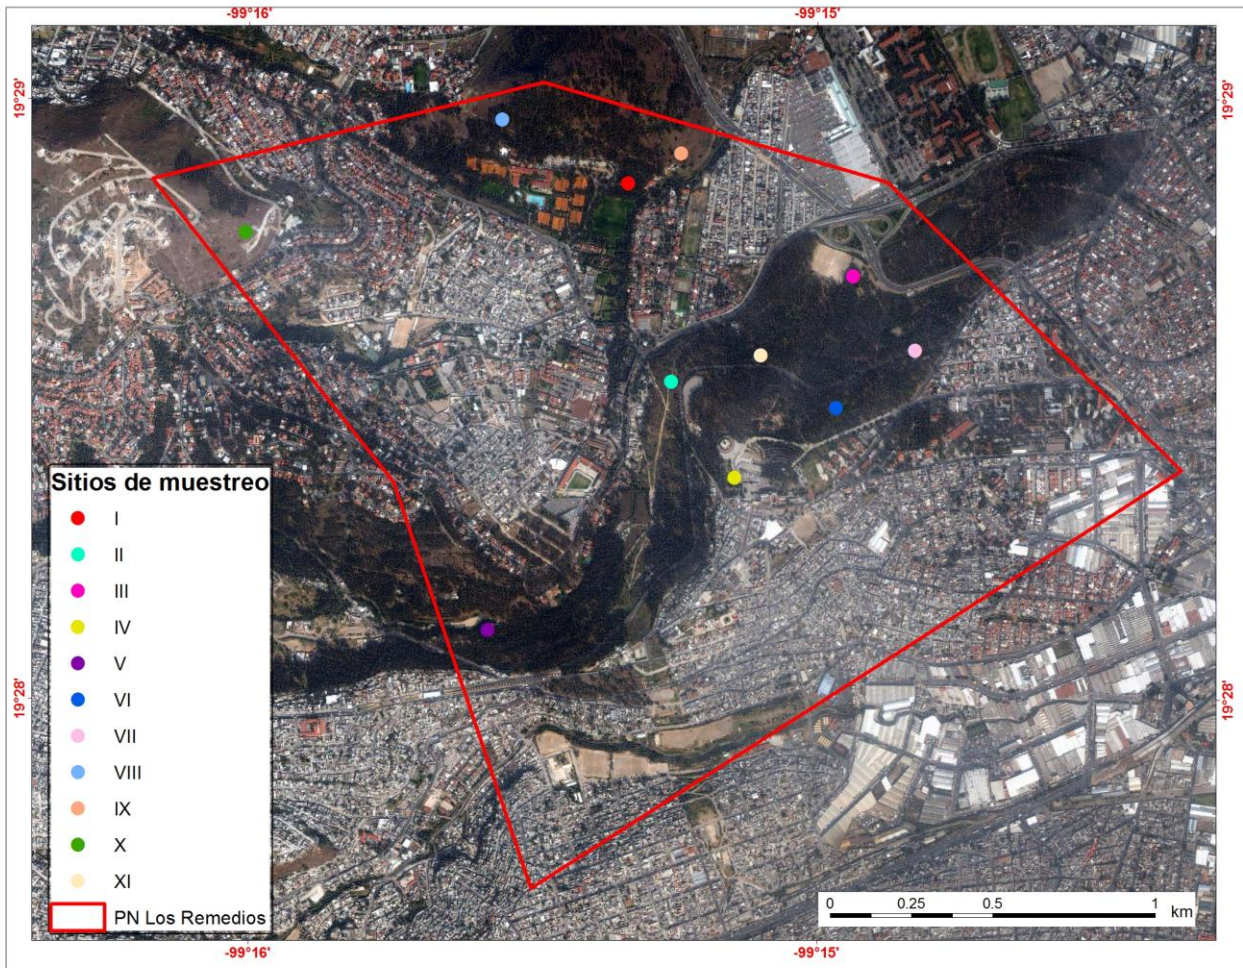 -99°16'
-99°15'
19°29'
19°29'
Sitios de muestreo
I
II
III
IV
V
VI
VII
VIII
IX
X
XI
PN Los Remedios
19°28'
19°28'
0 0.25 0.5 1
km
-99°16'
-99°15'